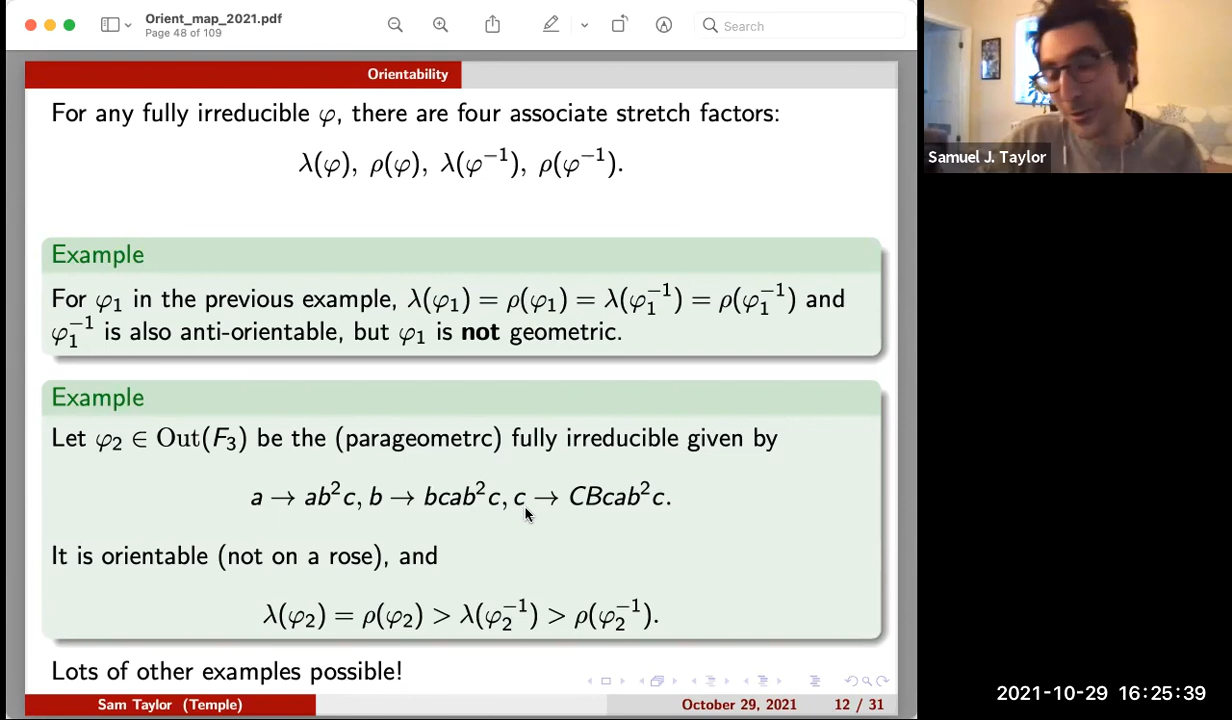 Orient_map_2021.pdf
Page 48 of 109
Search
Orientability
For any fully irreducible φ, there are four associate stretch factors:
λ(φ), ρ(φ), λ(φ⁻¹), ρ(φ⁻¹).
Example
For φ₁ in the previous example, λ(φ₁) = ρ(φ₁) = λ(φ₁⁻¹) = ρ(φ₁⁻¹) and
φ₁⁻¹ is also anti-orientable, but φ₁ is not geometric.
Example
Let φ₂ ∈ Out(F₃) be the (parageometrc) fully irreducible given by
a → ab²c, b → bcab²c, c → CBcab²c.
It is orientable (not on a rose), and
λ(φ₂) = ρ(φ₂) > λ(φ₂⁻¹) > ρ(φ₂⁻¹).
Lots of other examples possible!
Sam Taylor (Temple)
October 29, 2021
12 / 31
Samuel J. Taylor
2021-10-29 16:25:39